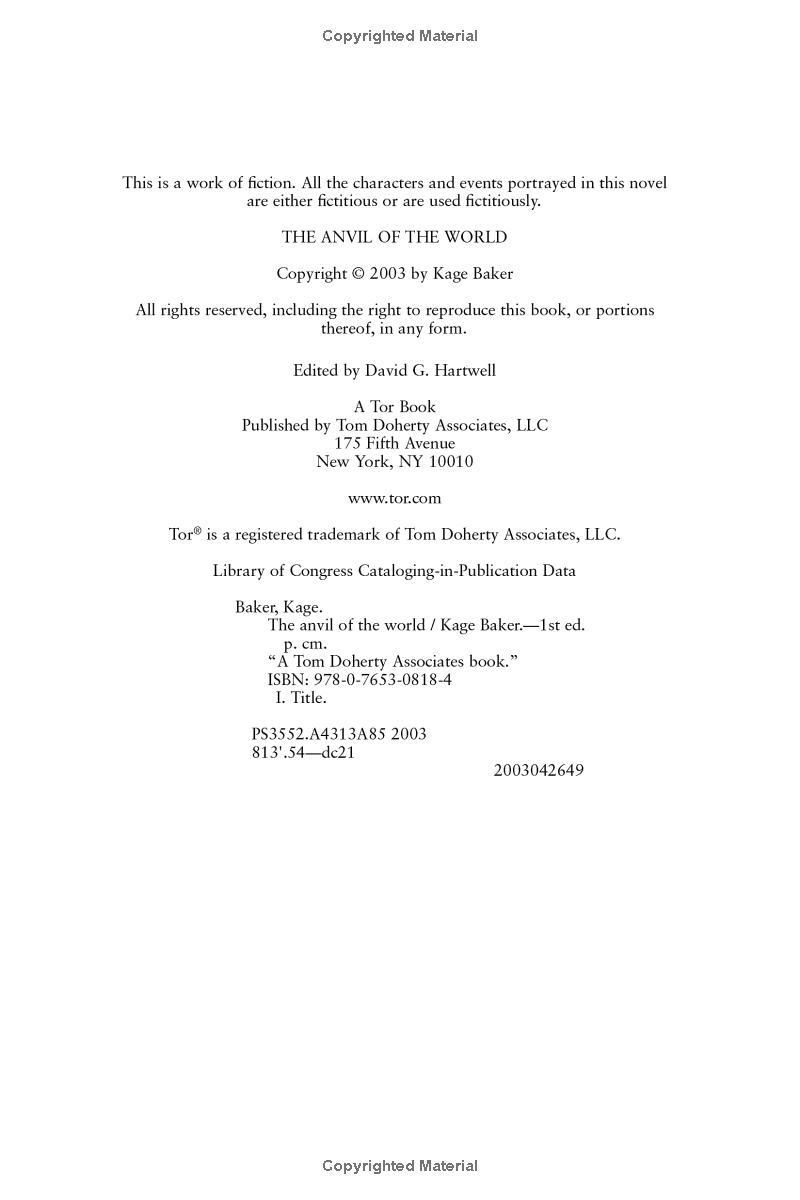 Copyrighted Material
This is a work of fiction. All the characters and events portrayed in this novel
are either fictitious or are used fictitiously.
THE ANVIL OF THE WORLD
Copyright © 2003 by Kage Baker
All rights reserved, including the right to reproduce this book, or portions
thereof, in any form.
Edited by David G. Hartwell
A Tor Book
Published by Tom Doherty Associates, LLC
175 Fifth Avenue
New York, NY 10010
www.tor.com
Tor® is a registered trademark of Tom Doherty Associates, LLC.
Library of Congress Cataloging-in-Publication Data
Baker, Kage.
The anvil of the world / Kage Baker.—1st ed.
p. cm.
“A Tom Doherty Associates book.”
ISBN: 978-0-7653-0818-4
I. Title.
PS3552.A4313A85 2003
813'.54—dc21
2003042649
Copyrighted Material